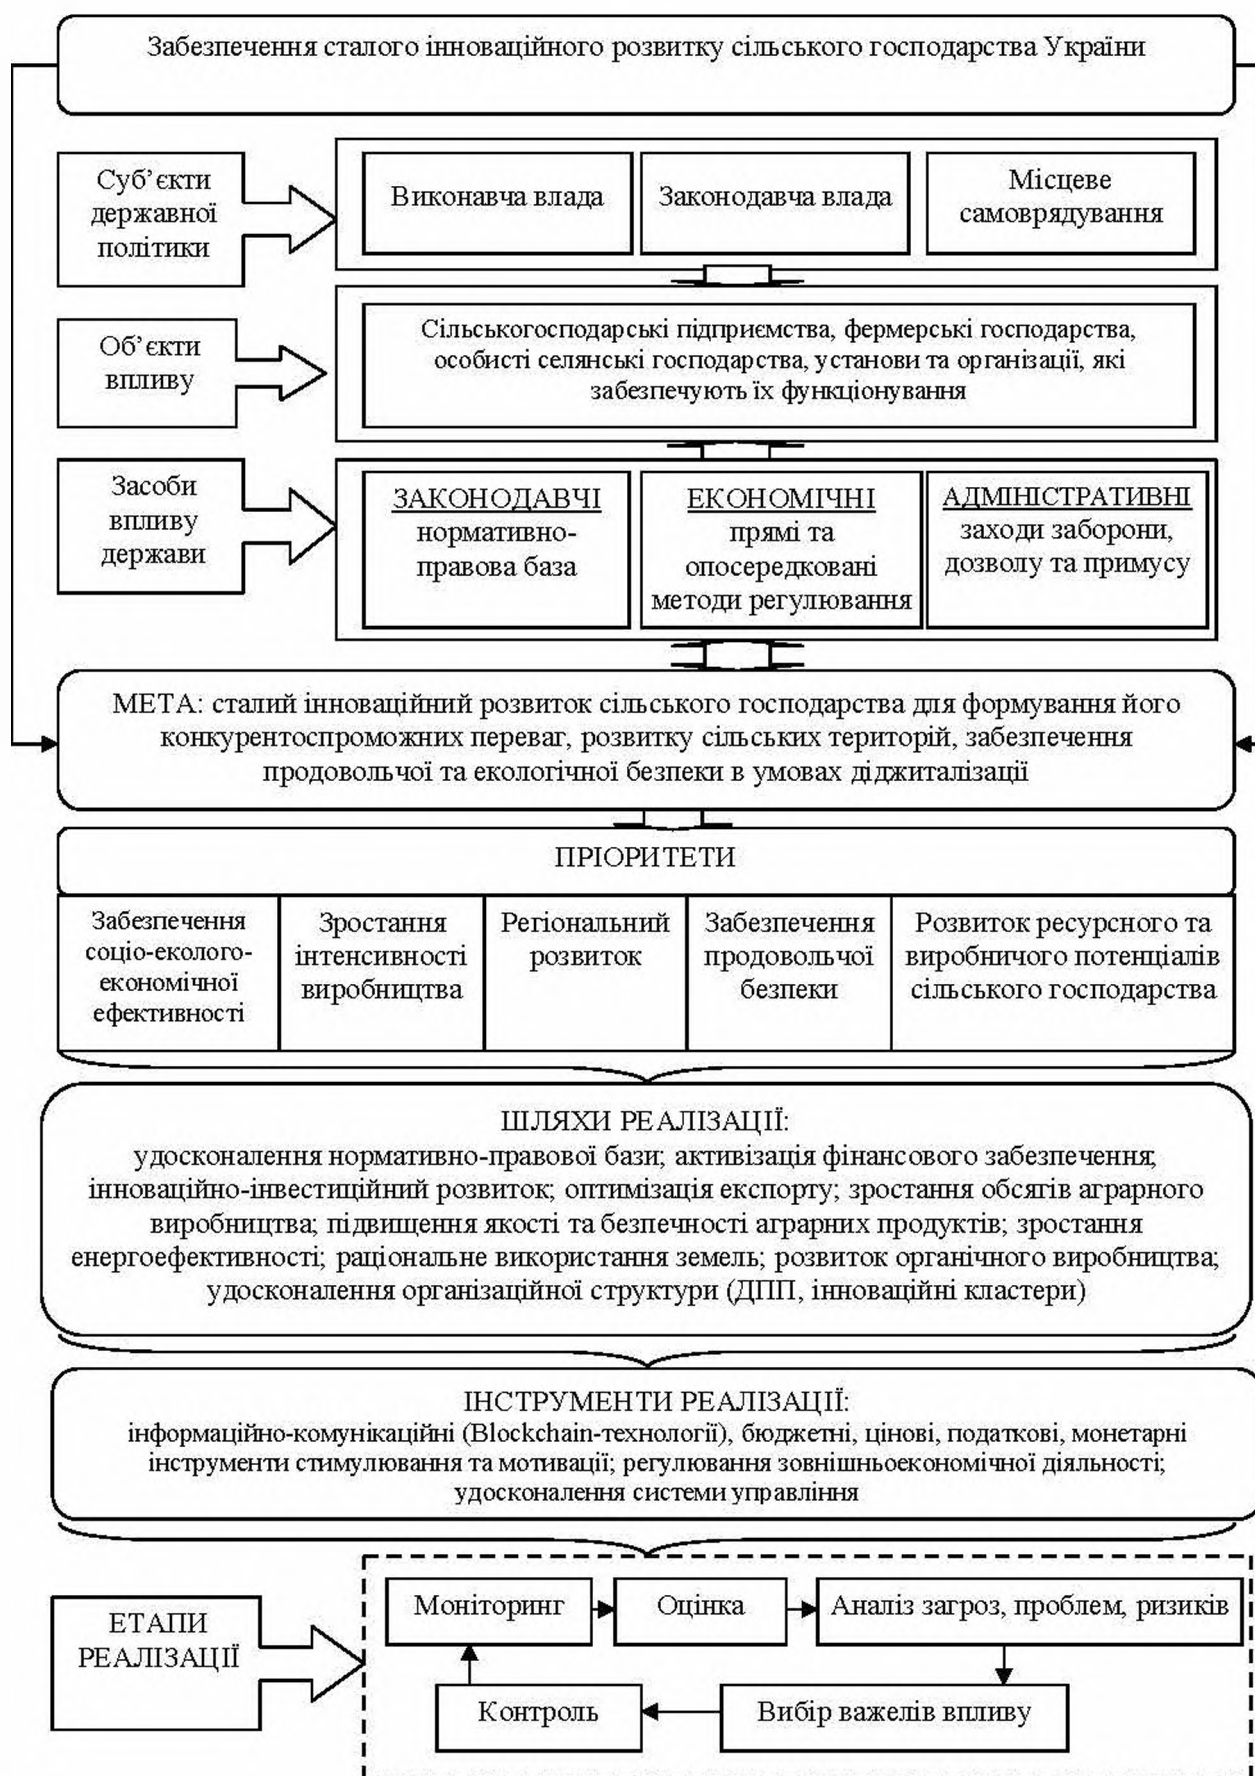 Забезпечення сталого інноваційного розвитку сільського господарства України
Суб’єкти
державної
політики
Виконавча влада
Законодавча влада
Місцеве
самоврядування
Об’єкти
впливу
Сільськогосподарські підприємства, фермерські господарства,
особисті селянські господарства, установи та організації, які
забезпечують їх функціонування
Засоби
впливу
держави
ЗАКОНОДАВЧІ
нормативно-
правова база
ЕКОНОМІЧНІ
прямі та
опосередковані
методи регулювання
АДМІНІСТРАТИВНІ
заходи заборони,
дозволу та примусу
МЕТА: сталий інноваційний розвиток сільського господарства для формування його
конкурентоспроможних переваг, розвитку сільських територій, забезпечення
продовольчої та екологічної безпеки в умовах діджиталізації
ПРІОРИТЕТИ
Забезпечення
соціо-еколого-
економічної
ефективності
Зростання
інтенсивності
виробництва
Регіональний
розвиток
Забезпечення
продовольчої
безпеки
Розвиток ресурсного та
виробничого потенціалів
сільського господарства
ШЛЯХИ РЕАЛІЗАЦІЇ:
удосконалення нормативно-правової бази; активізація фінансового забезпечення;
інноваційно-інвестиційний розвиток; оптимізація експорту; зростання обсягів аграрного
виробництва; підвищення якості та безпечності аграрних продуктів; зростання
енергоефективності; раціональне використання земель; розвиток органічного виробництва;
удосконалення організаційної структури (ДПП, інноваційні кластери)
ІНСТРУМЕНТИ РЕАЛІЗАЦІЇ:
інформаційно-комунікаційні (Blockchain-технології), бюджетні, цінові, податкові, монетарні
інструменти стимулювання та мотивації; регулювання зовнішньоекономічної діяльності;
удосконалення системи управління
ЕТАПИ
РЕАЛІЗАЦІЇ
Моніторинг
Оцінка
Аналіз загроз, проблем, ризиків
Контроль
Вибір важелів впливу